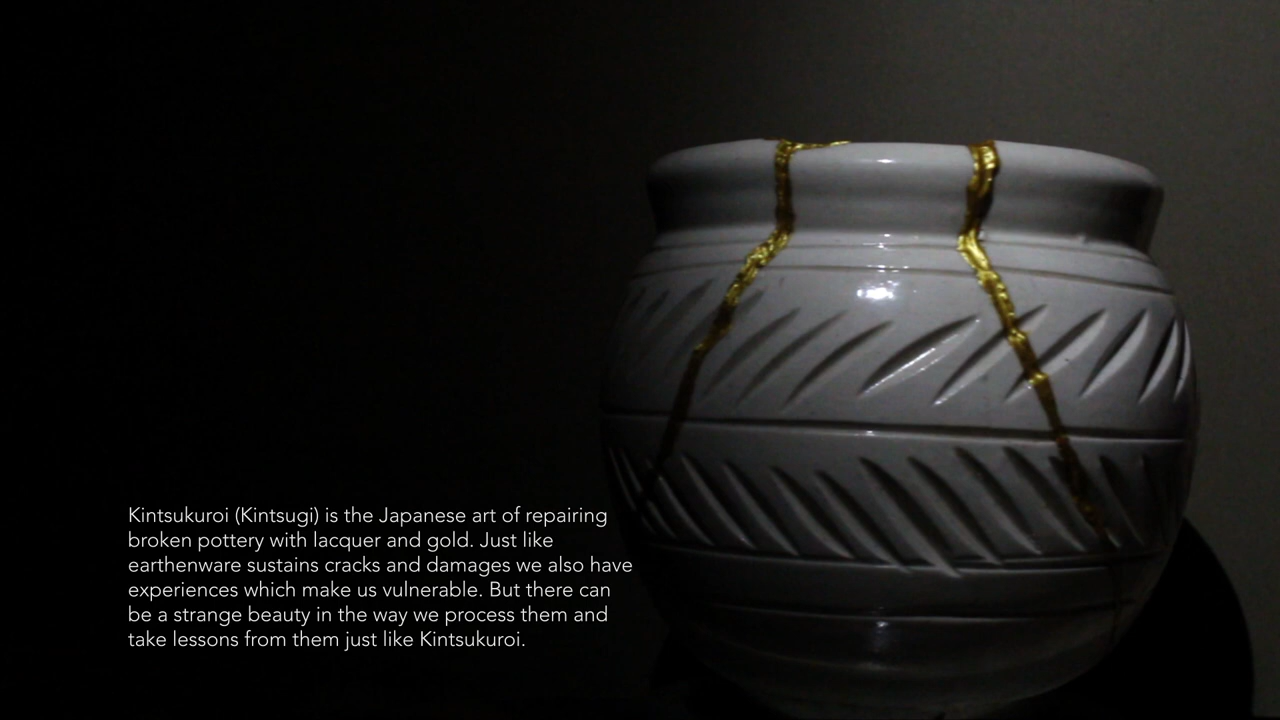 Kintsukuroi (Kintsugi) is the Japanese art of repairing
broken pottery with lacquer and gold. Just like
earthenware sustains cracks and damages we also have
experiences which make us vulnerable. But there can
be a strange beauty in the way we process them and
take lessons from them just like Kintsukuroi.